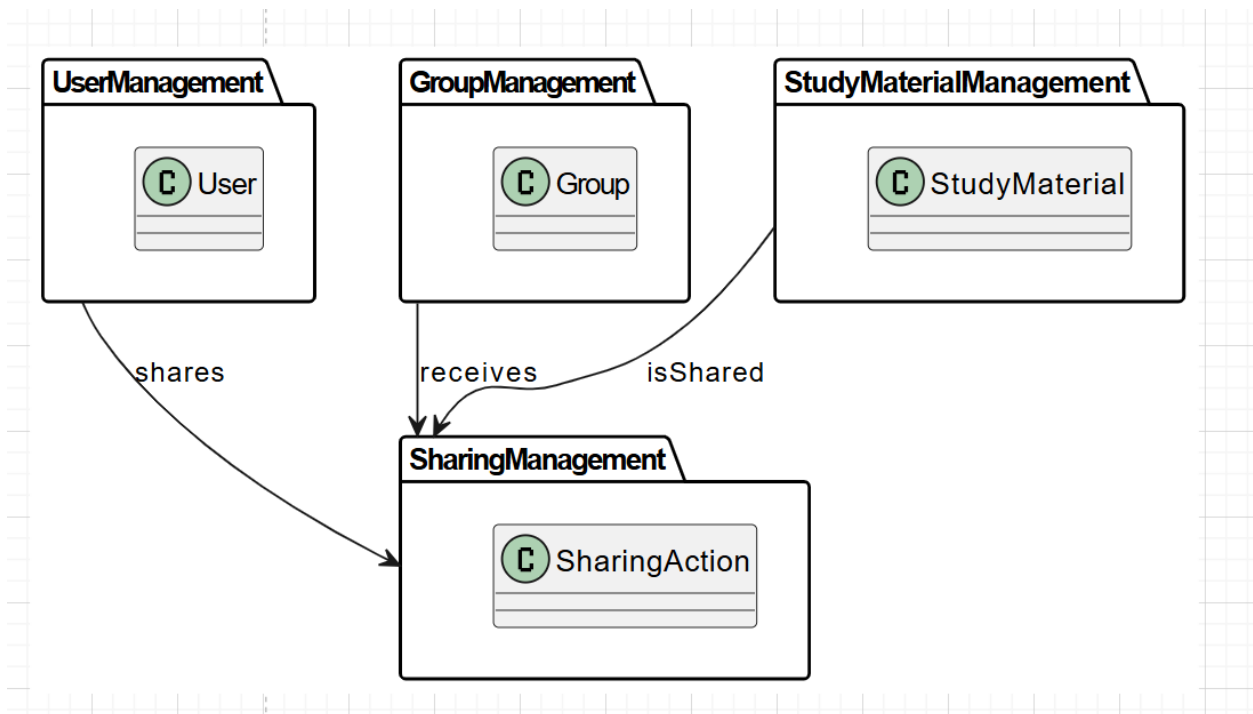 UserManagement
GroupManagement
StudyMaterialManagement
C User
C Group
C StudyMaterial
shares
receives
isShared
SharingManagement
C SharingAction